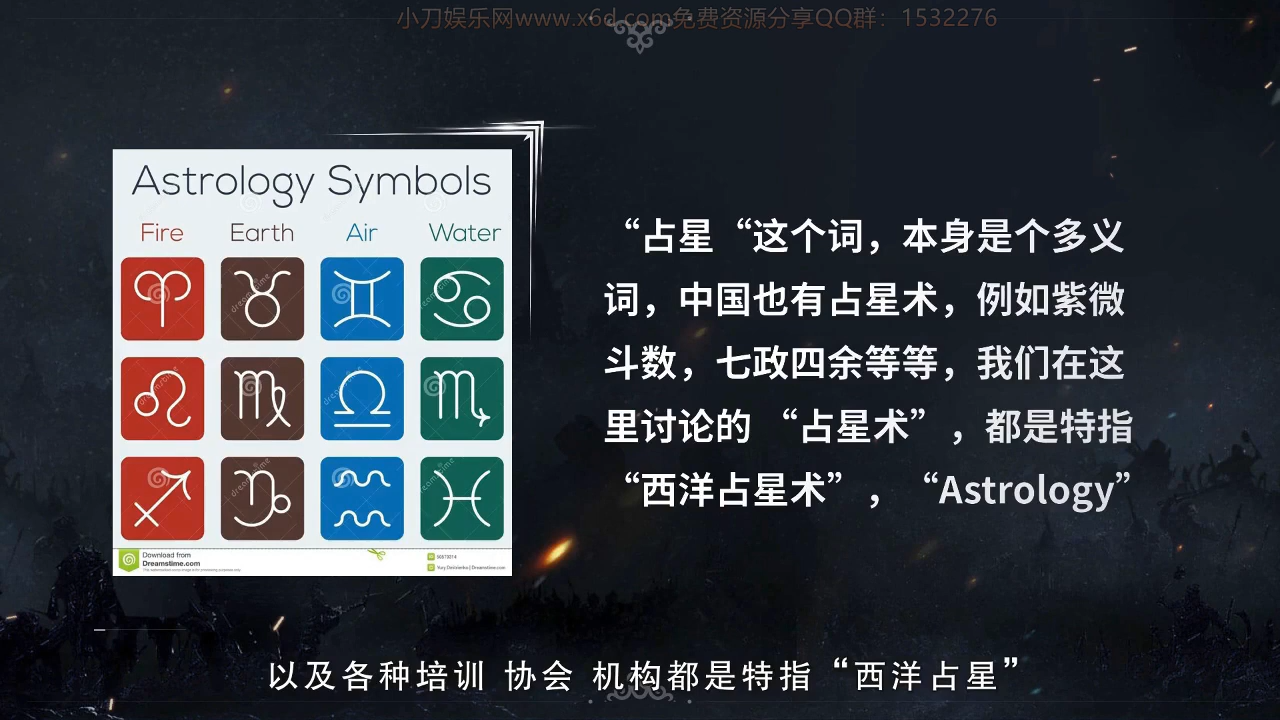 小刀娱乐网www.x6d.com免费资源分享QQ群：1532276
Astrology Symbols
Fire Earth Air Water
“占星“这个词，本身是个多义
词，中国也有占星术，例如紫微
斗数，七政四余等等，我们在这
里讨论的“占星术”，都是特指
“西洋占星术”，“Astrology”
Download from
Dreamstime.com
以及各种培训 协会 机构都是特指“西洋占星”